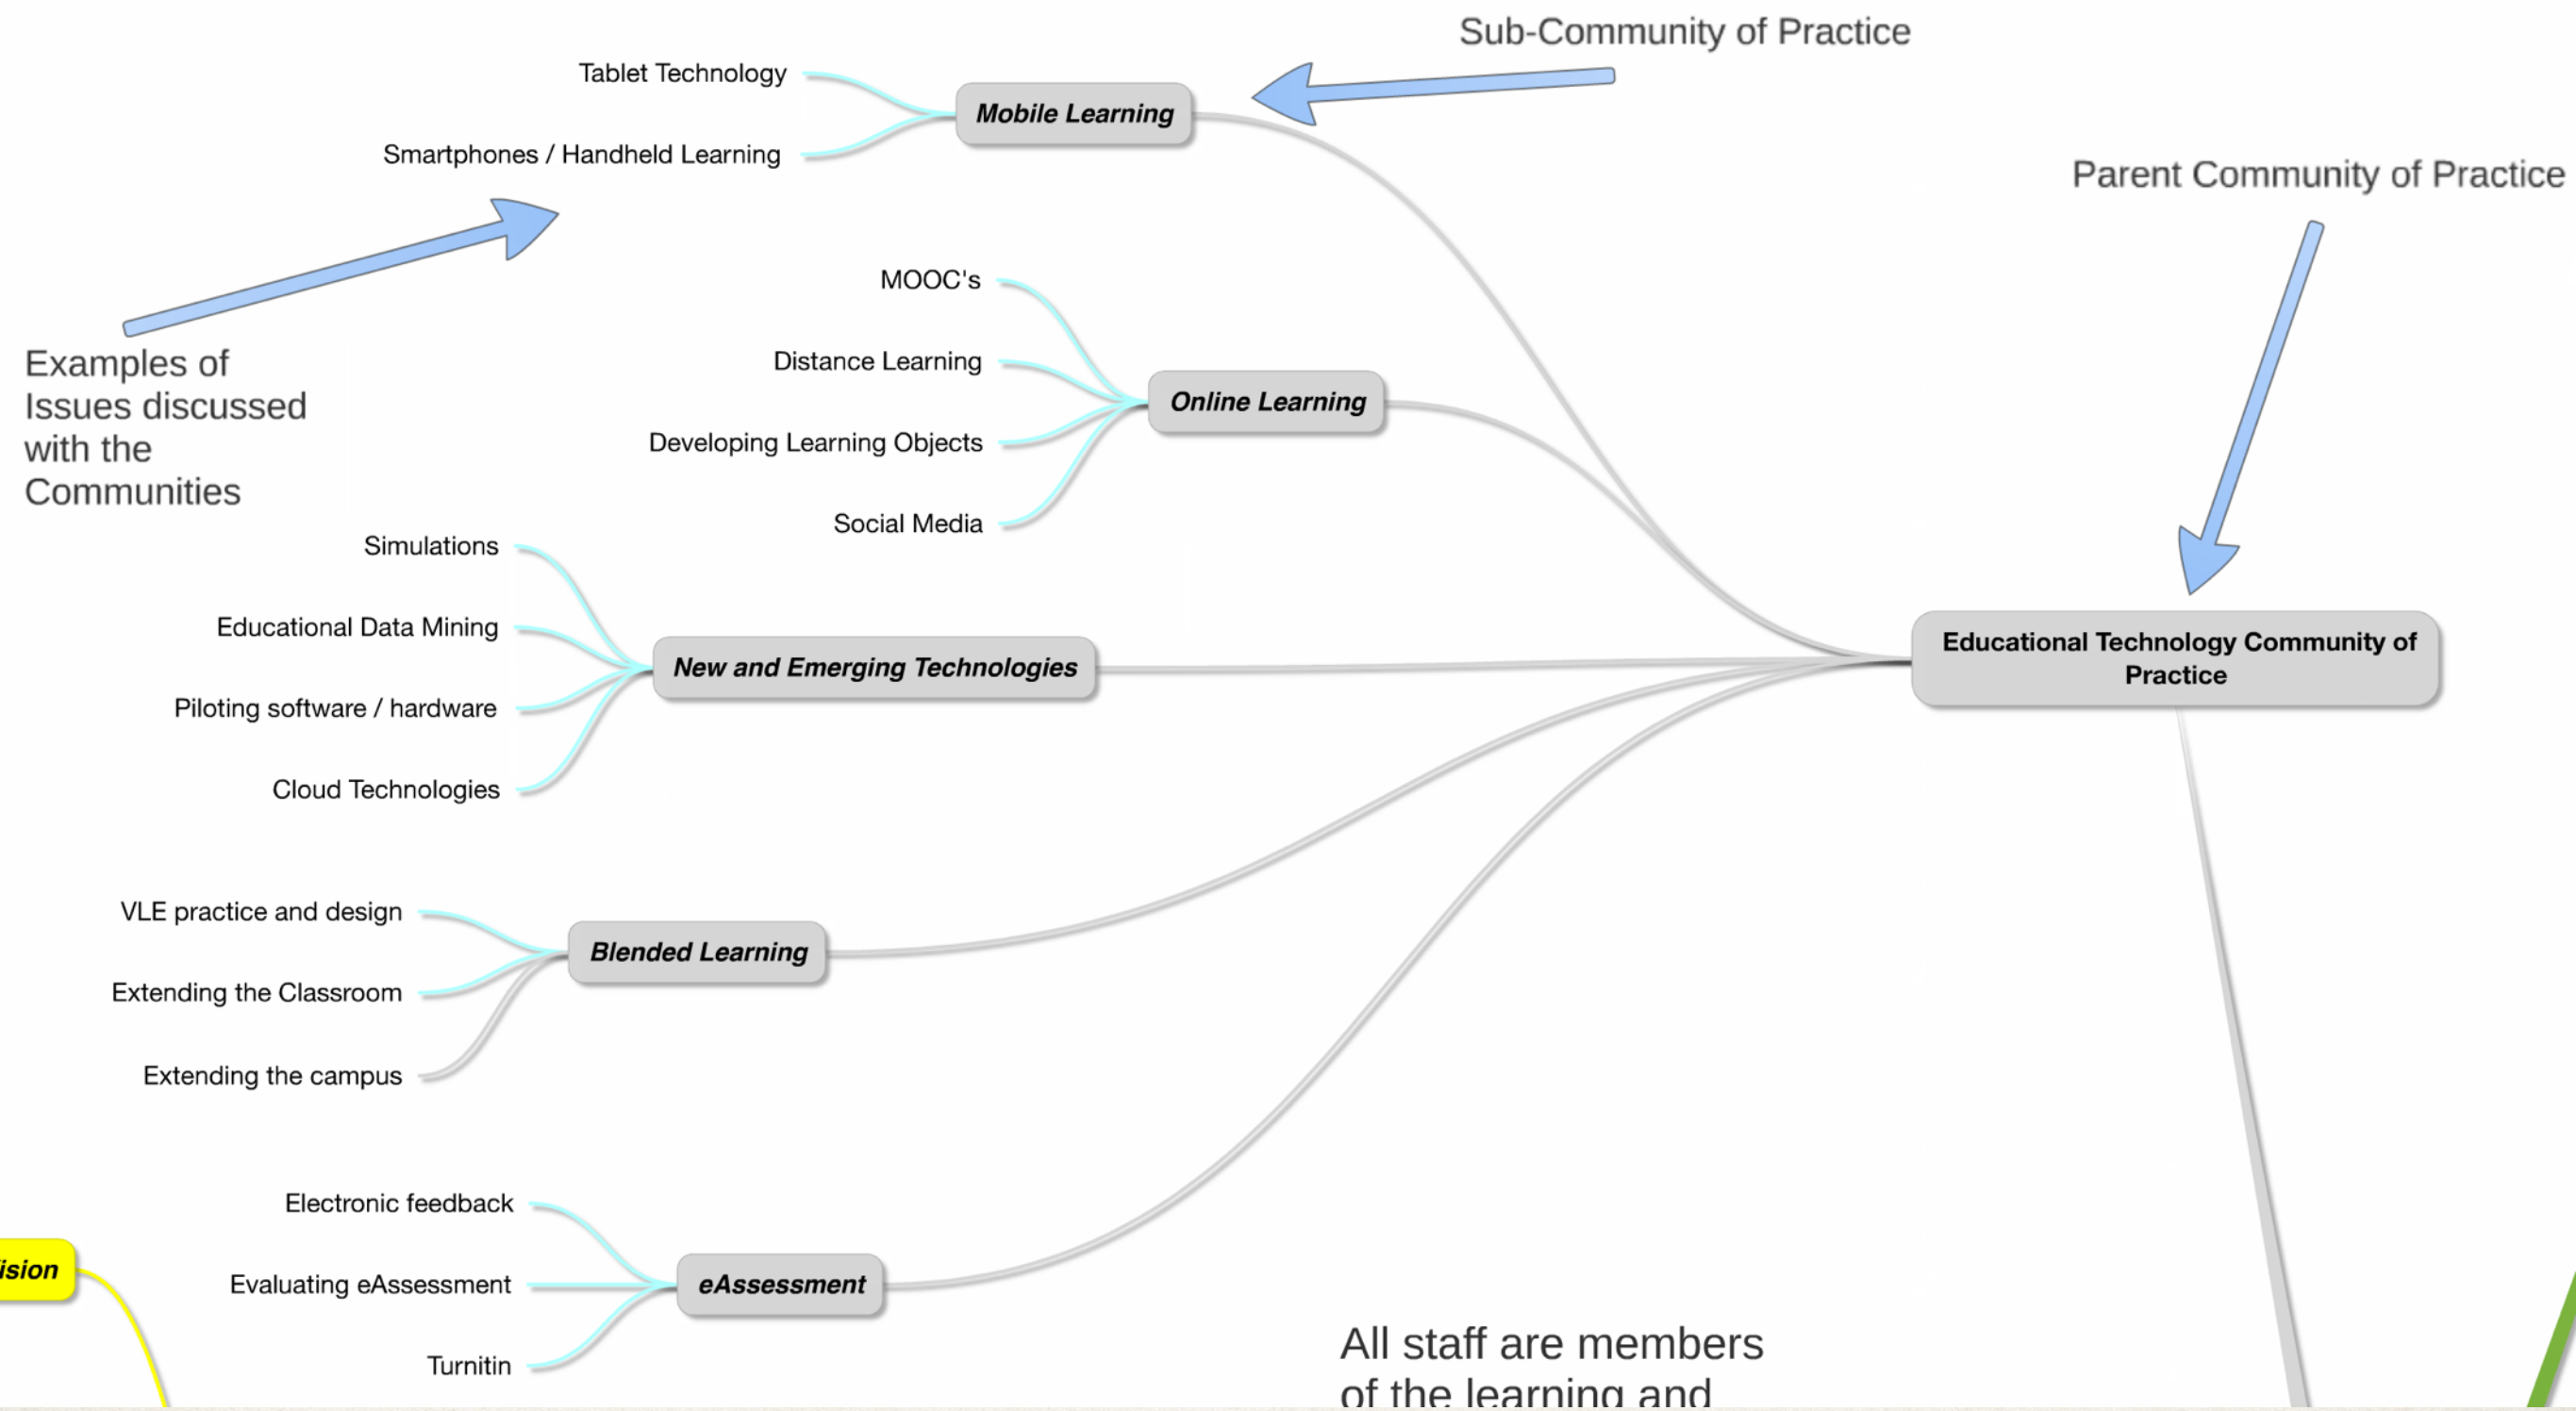 Sub-Community of Practice
Tablet Technology
Mobile Learning
Smartphones / Handheld Learning
Parent Community of Practice
MOOC's
Distance Learning
Online Learning
Developing Learning Objects
Social Media
Examples of
Issues discussed
with the
Communities
Simulations
Educational Data Mining
New and Emerging Technologies
Piloting software / hardware
Cloud Technologies
Educational Technology Community of
Practice
VLE practice and design
Blended Learning
Extending the Classroom
Extending the campus
Electronic feedback
Evaluating eAssessment
eAssessment
Turnitin
All staff are members
of the learning and